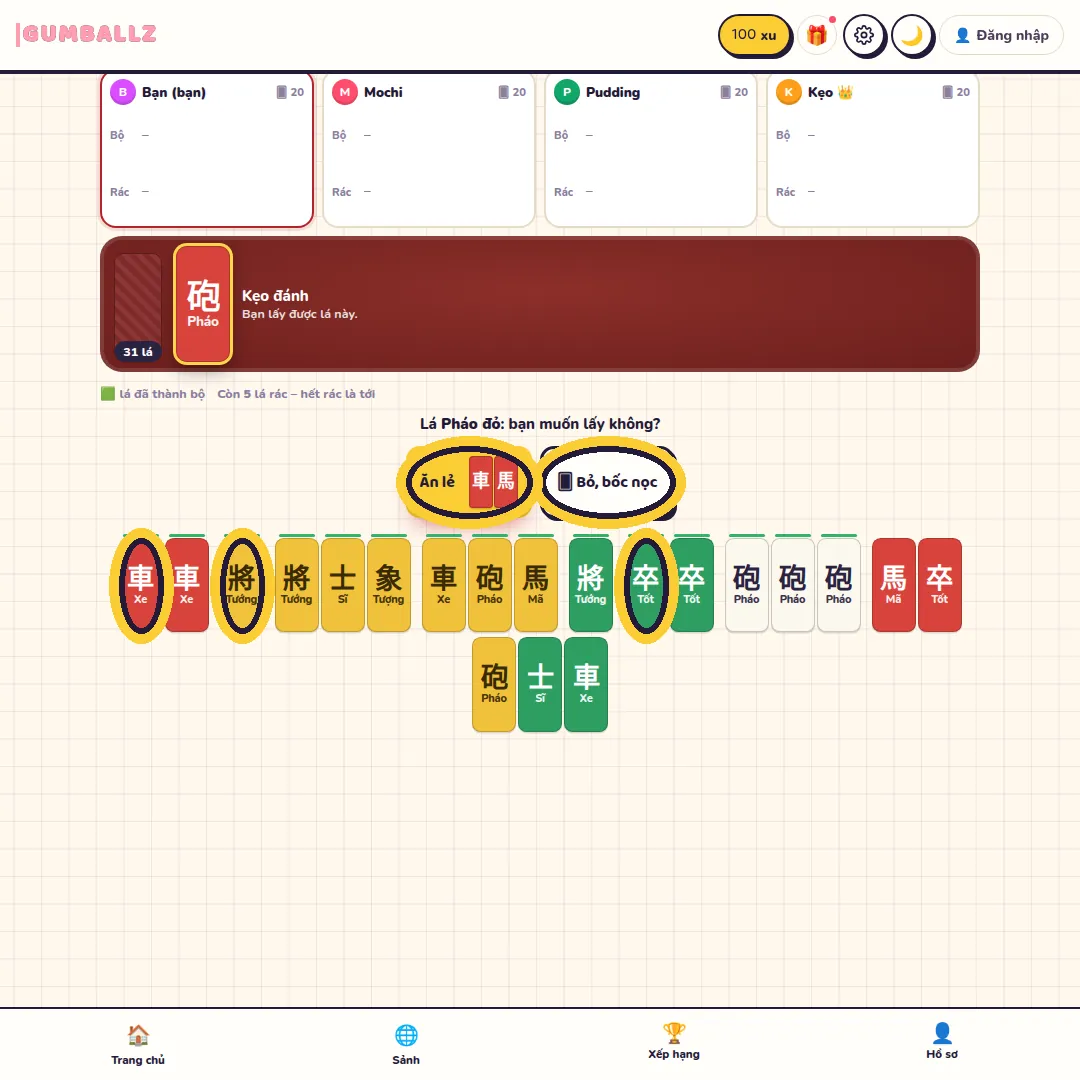 GUMBALLZ
100 xu
Đăng nhập
B Bạn (bạn) 20
Bộ –
Rác –
M Mochi 20
Bộ –
Rác –
P Pudding 20
Bộ –
Rác –
K Kẹo 20
Bộ –
Rác –
31 lá
砲
Pháo
Kẹo đánh
Bạn lấy được lá này.
lá đã thành bộ Còn 5 lá rác – hết rác là tới
Lá Pháo đỏ: bạn muốn lấy không?
Ăn lẻ 車 馬
Bỏ, bốc nọc
車 車 將 將 士 象 車 砲 馬 將 卒 卒 砲 砲 砲 馬 卒
Xe Xe Tướng Tướng Sĩ Tượng Xe Pháo Mã Tướng Tốt Tốt Pháo Pháo Pháo Mã Tốt
砲 士 車
Pháo Sĩ Xe
Trang chủ
Sảnh
Xếp hạng
Hồ sơ